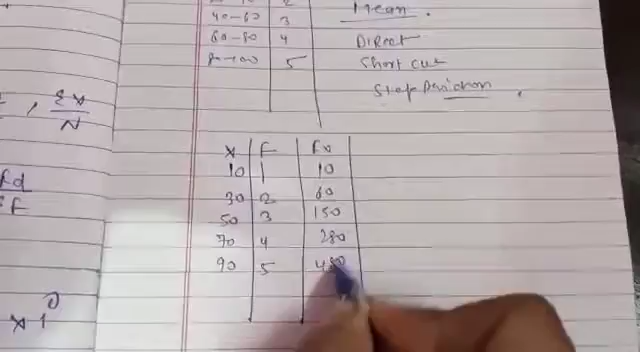 2
40-60 3
60-80 4
80-100 5
Mean.
Direct
Short cut
Step Deviation.
Σx
N
fd
F
x F Fx
10 1 10
30 2 60
50 3 150
70 4 280
90 5 450